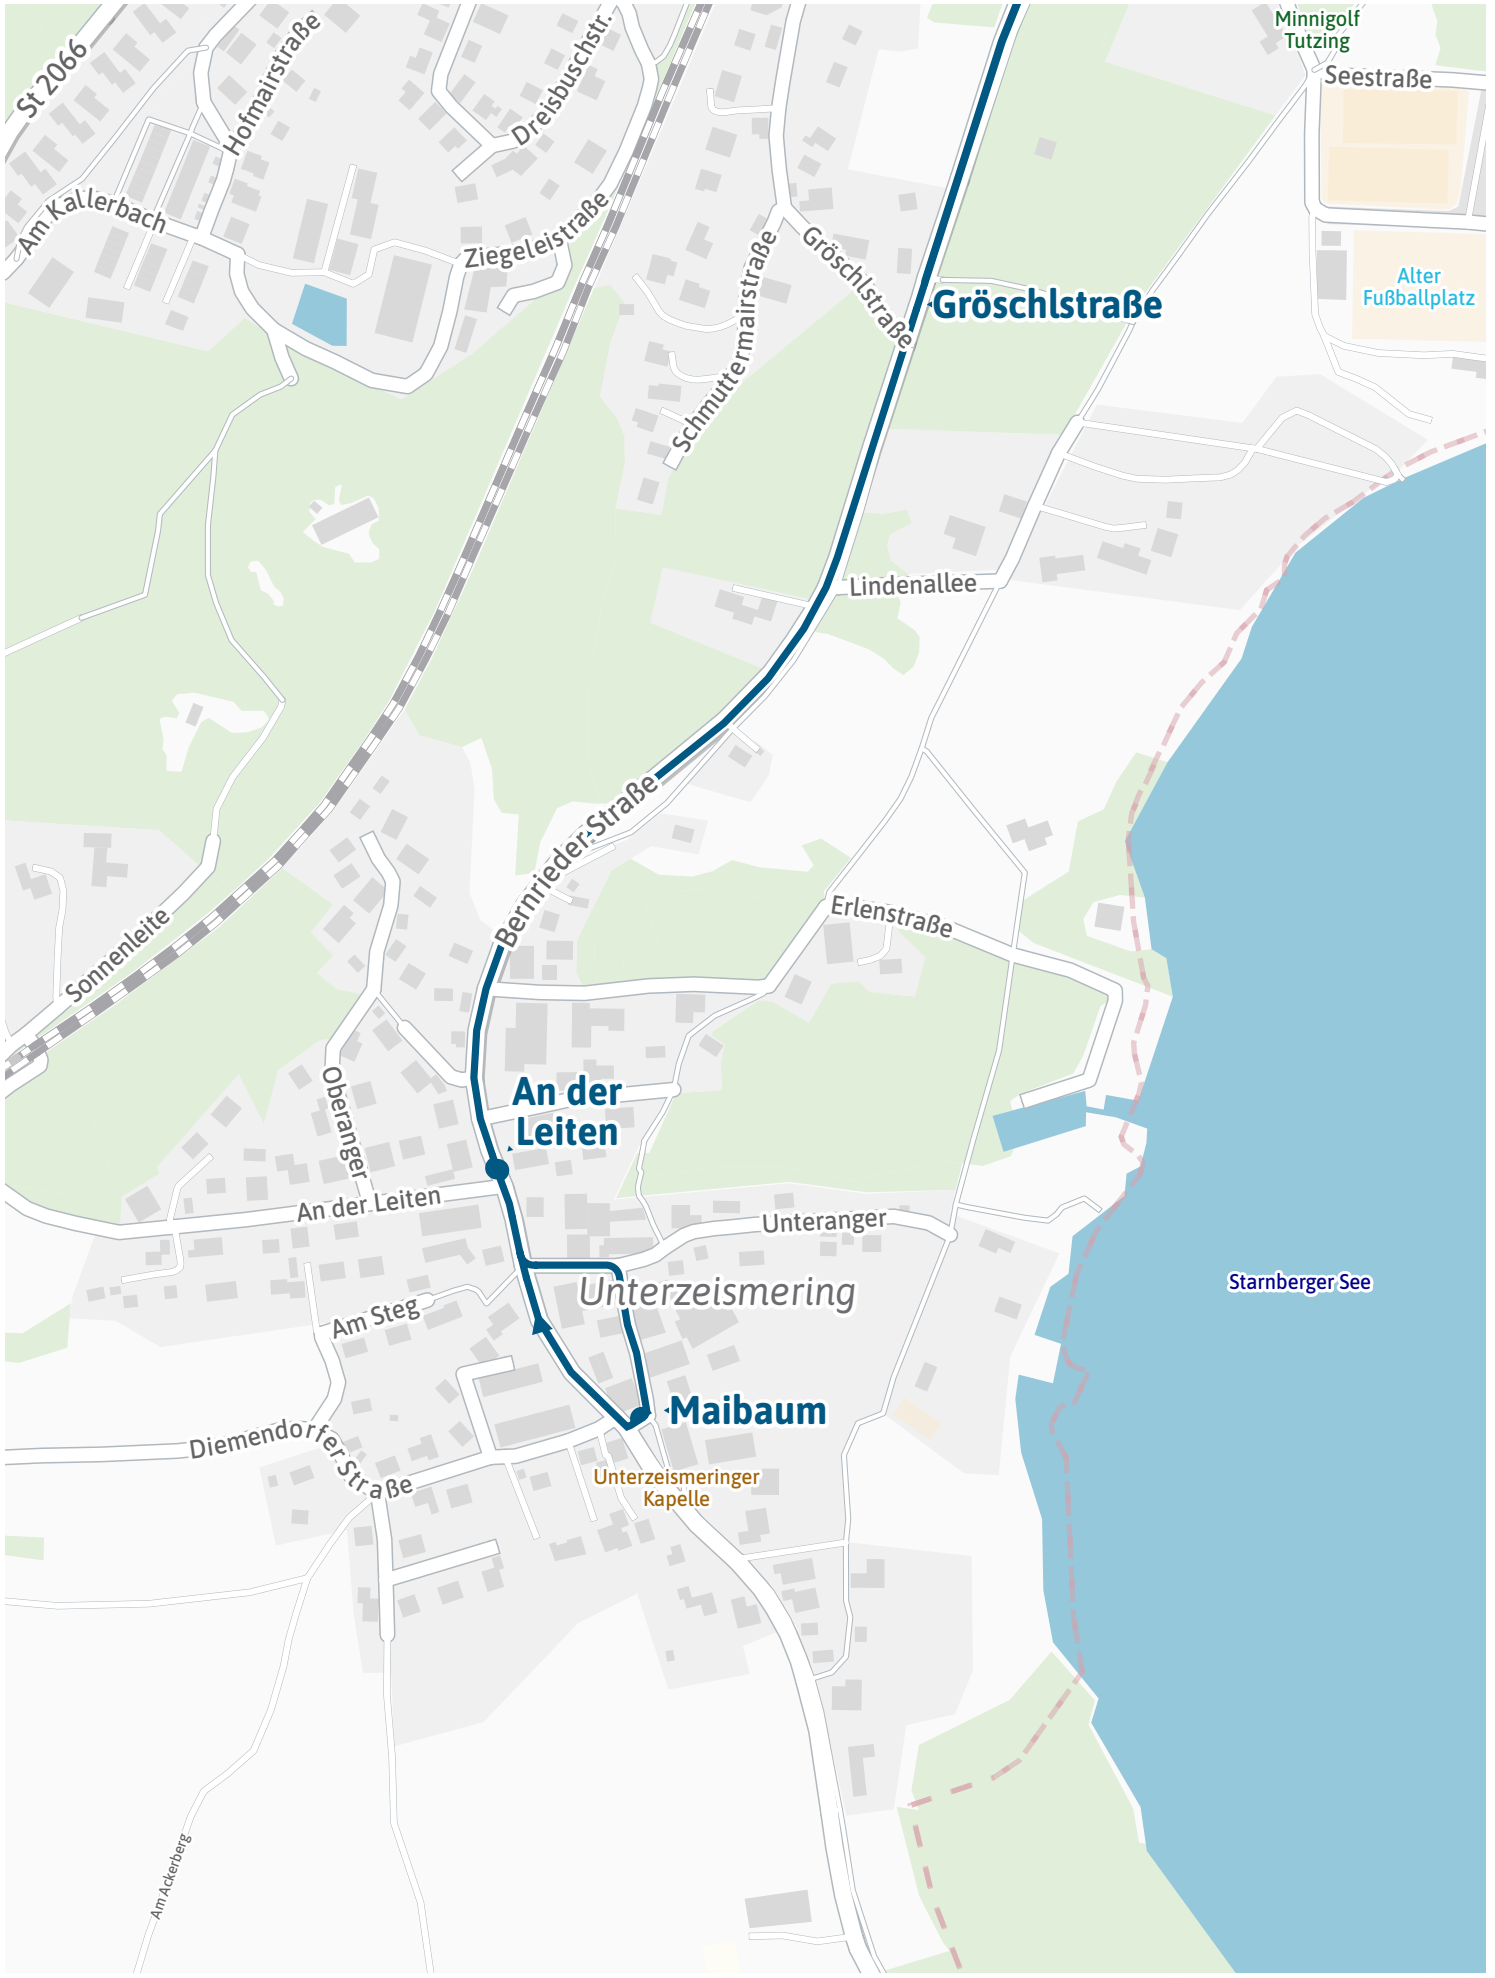 St 2066
Hofmairstraße
Dreisbuschstr.
Minnigolf
Tutzing
Seestraße
Am Kallerbach
Ziegeleistraße
Schmuttermairstraße
Gröschlstraße
Gröschlstraße
Alter
Fußballplatz
Lindenallee
Bernrieder Straße
Sonnenleite
Erlenstraße
Oberanger
An der
Leiten
An der Leiten
Unteranger
Unterzeismering
Starnberger See
Am Steg
Maibaum
Diemendorfer Straße
Unterzeismeringer
Kapelle
Am Ackerberg